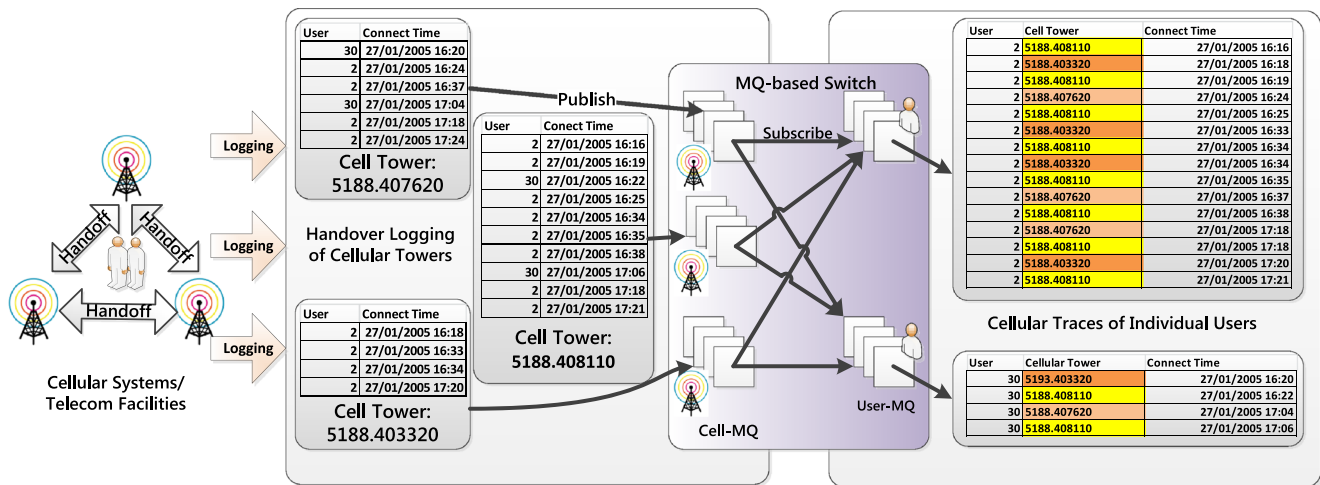 Handoff
Handoff
Handoff
Cellular Systems/
Telecom Facilities
Logging
Logging
Logging
User Connect Time
30 27/01/2005 16:20
2 27/01/2005 16:24
2 27/01/2005 16:37
30 27/01/2005 17:04
2 27/01/2005 17:18
2 27/01/2005 17:24
Cell Tower:
5188.407620
Handover Logging
of Cellular Towers
User Conect Time
2 27/01/2005 16:16
2 27/01/2005 16:19
30 27/01/2005 16:22
2 27/01/2005 16:25
2 27/01/2005 16:34
2 27/01/2005 16:35
2 27/01/2005 16:38
30 27/01/2005 17:06
2 27/01/2005 17:18
2 27/01/2005 17:21
Cell Tower:
5188.408110
User Connect Time
2 27/01/2005 16:18
2 27/01/2005 16:33
2 27/01/2005 16:34
2 27/01/2005 17:20
Cell Tower:
5188.403320
Publish
MQ-based Switch
Subscribe
Cell-MQ
User-MQ
User Cell Tower Connect Time
2 5188.408110 27/01/2005 16:16
2 5188.403320 27/01/2005 16:18
2 5188.408110 27/01/2005 16:19
2 5188.407620 27/01/2005 16:24
2 5188.408110 27/01/2005 16:25
2 5188.403320 27/01/2005 16:33
2 5188.408110 27/01/2005 16:34
2 5188.403320 27/01/2005 16:34
2 5188.408110 27/01/2005 16:35
2 5188.407620 27/01/2005 16:37
2 5188.408110 27/01/2005 16:38
2 5188.407620 27/01/2005 17:18
2 5188.408110 27/01/2005 17:18
2 5188.403320 27/01/2005 17:20
2 5188.408110 27/01/2005 17:21
Cellular Traces of Individual Users
User Cellular Tower Connect Time
30 5193.403320 27/01/2005 16:20
30 5188.408110 27/01/2005 16:22
30 5188.407620 27/01/2005 17:04
30 5188.408110 27/01/2005 17:06